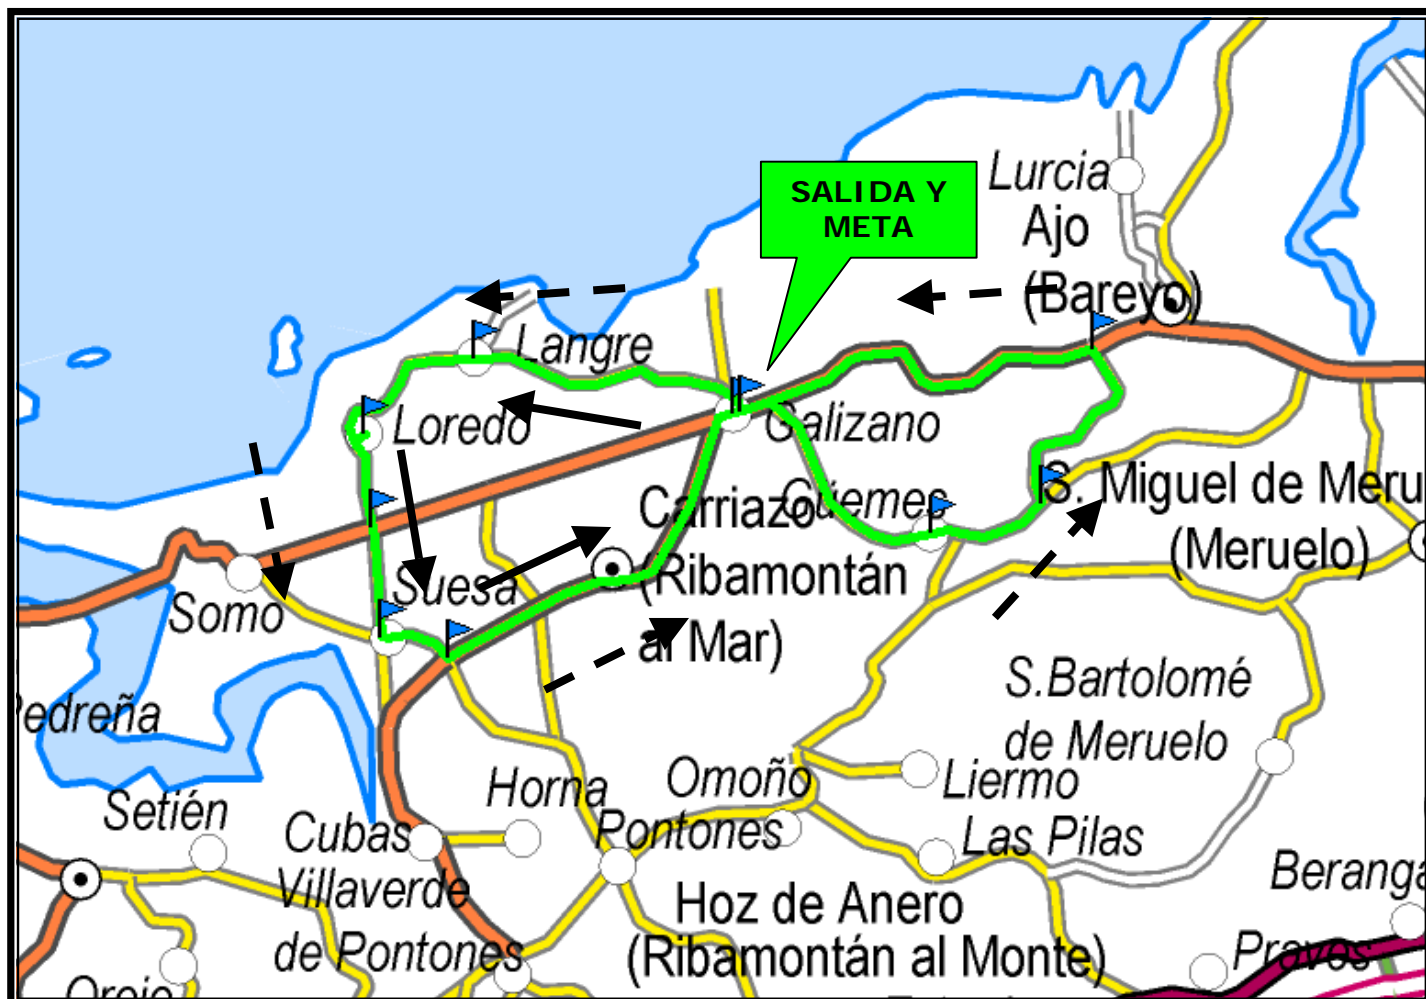 SALIDA Y
META
Lurcia
Ajo
(Bareyo)
Langre
Loredo
Galizano
Carriazo
Güemes
S. Miguel de Meru
(Meruelo)
(Ribamontán
al Mar)
Suesa
Somo
Pedreña
S.Bartolomé
de Meruelo
Omoño
Liermo
Horna
Setién
Cubas
Pontones
Las Pilas
Villaverde
de Pontones
Hoz de Anero
(Ribamontán al Monte)
Beranga
Praves
Orejo